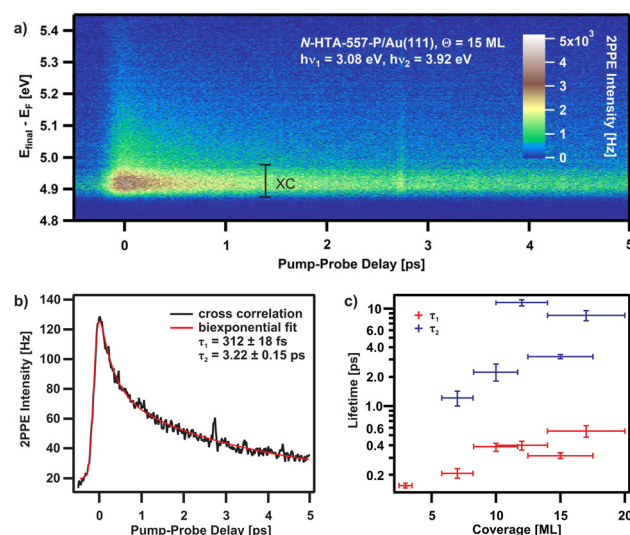 a)
5.4
5.3
5.2
5.1
5.0
4.9
4.8
E_final - E_F [eV]
N-HTA-557-P/Au(111), Θ = 15 ML
hν₁ = 3.08 eV, hν₂ = 3.92 eV
5x10³
4
3
2
1
0
2PPE Intensity [Hz]
XC
0 1 2 3 4 5
Pump-Probe Delay [ps]
b)
140
120
100
80
60
40
20
2PPE Intensity [Hz]
cross correlation
biexponential fit
τ₁ = 312 ± 18 fs
τ₂ = 3.22 ± 0.15 ps
0 1 2 3 4 5
Pump-Probe Delay [ps]
c)
10
6.0
4.0
2.0
1.0
0.6
0.4
0.2
Lifetime [ps]
τ₁
τ₂
5 10 15 20
Coverage [ML]